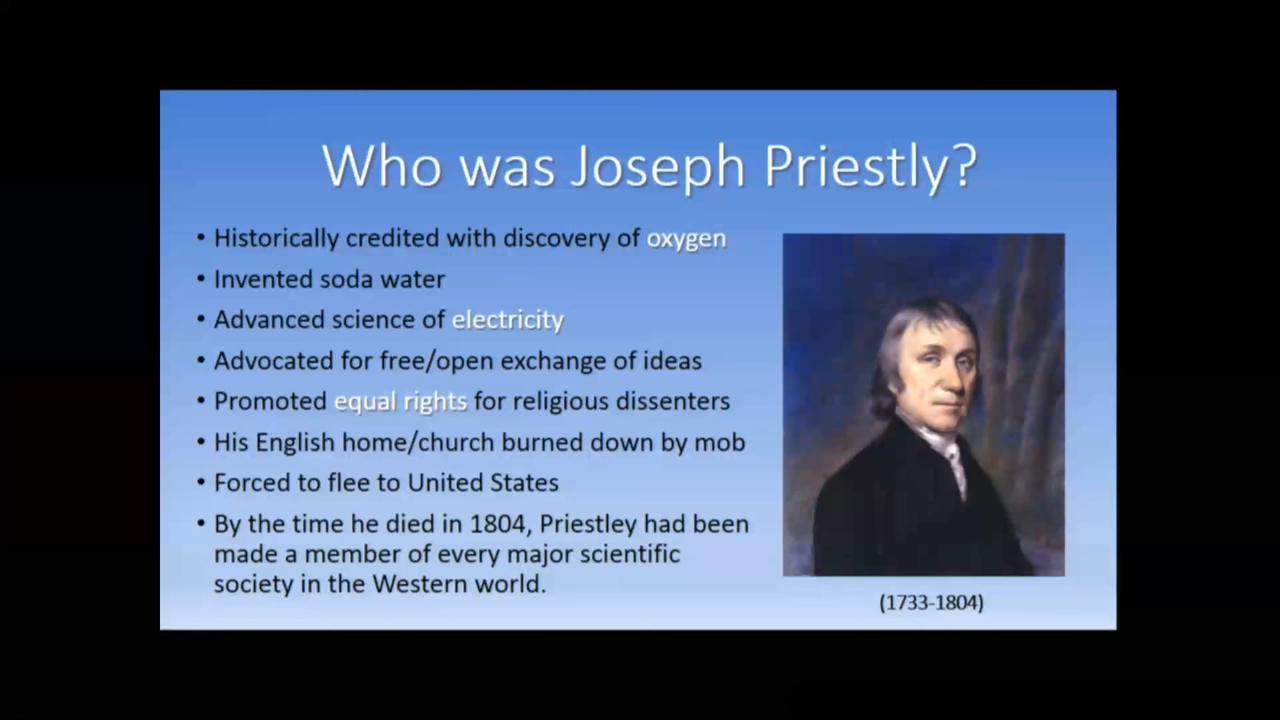 Who was Joseph Priestly?
• Historically credited with discovery of oxygen
• Invented soda water
• Advanced science of electricity
• Advocated for free/open exchange of ideas
• Promoted equal rights for religious dissenters
• His English home/church burned down by mob
• Forced to flee to United States
• By the time he died in 1804, Priestley had been
made a member of every major scientific
society in the Western world.
(1733-1804)